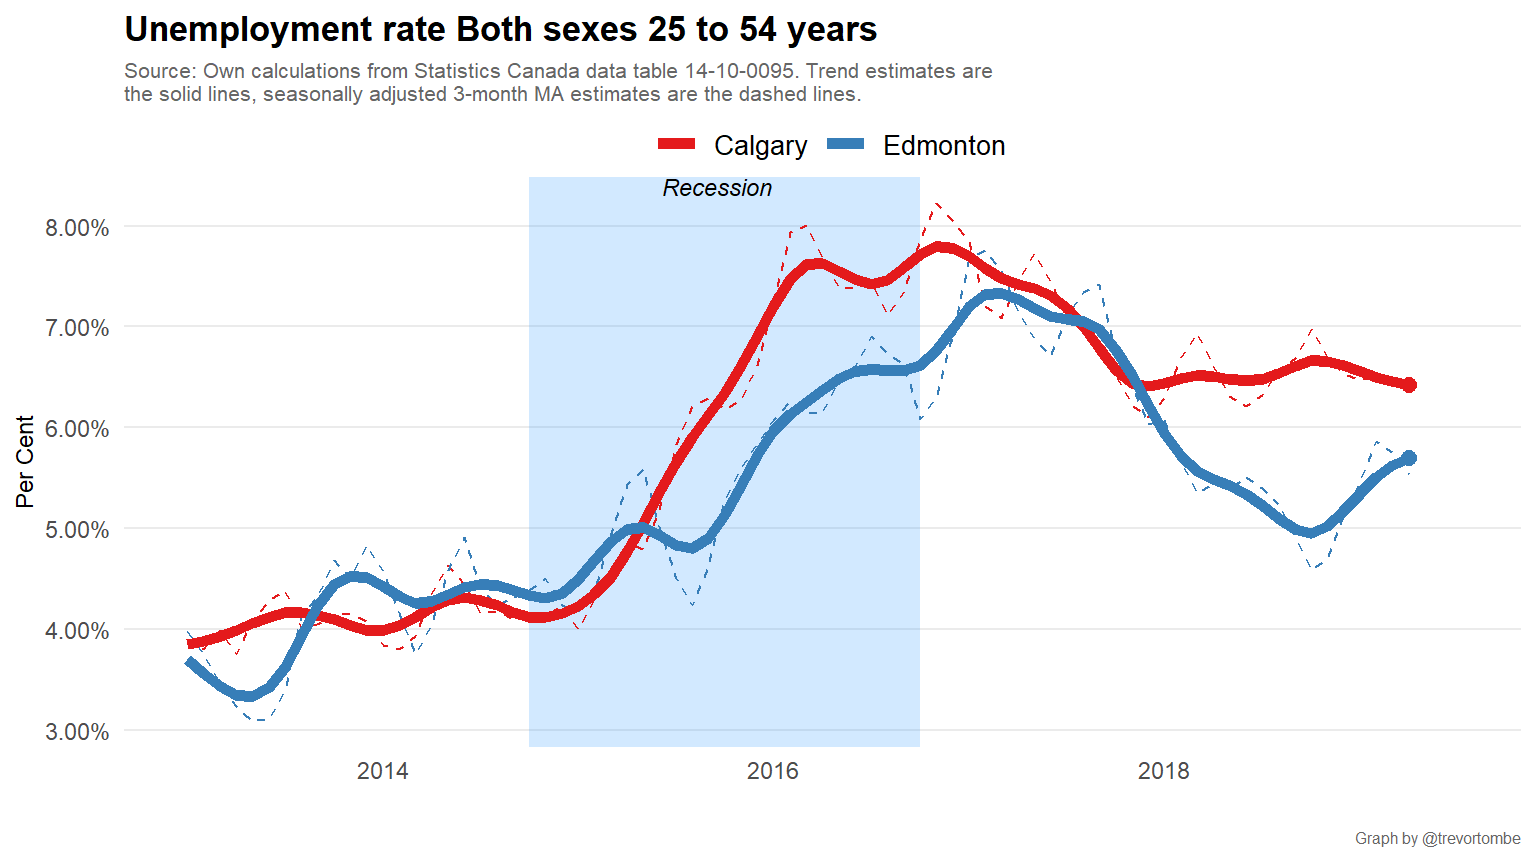 Unemployment rate Both sexes 25 to 54 years
Source: Own calculations from Statistics Canada data table 14-10-0095. Trend estimates are
the solid lines, seasonally adjusted 3-month MA estimates are the dashed lines.
Calgary Edmonton
Recession
8.00%
7.00%
6.00%
5.00%
4.00%
3.00%
Per Cent
2014 2016 2018
Graph by @trevortombe